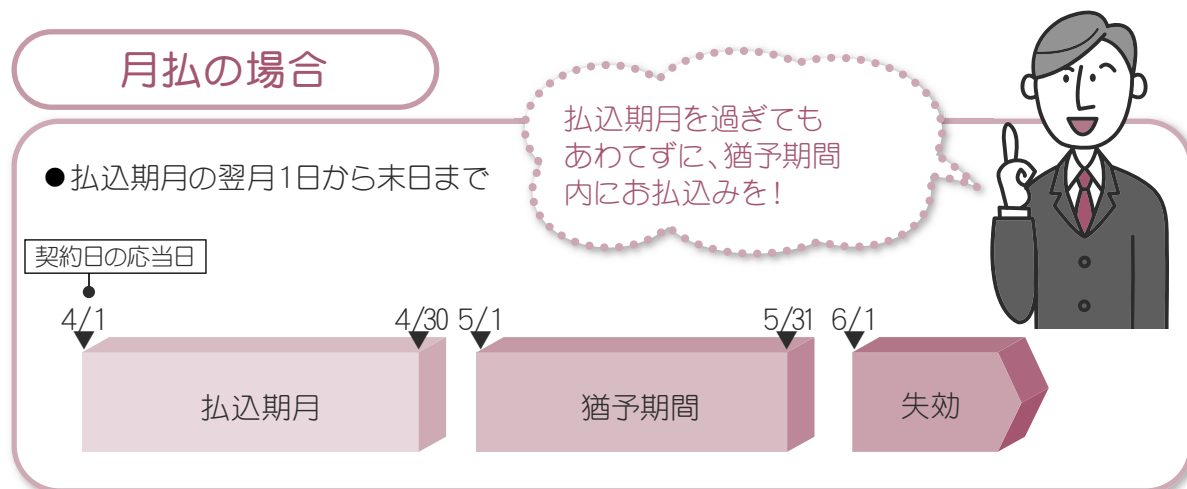 月払の場合
払込期月を過ぎても
あわてずに、猶予期間
内にお払込みを!
●払込期月の翌月1日から末日まで
契約日の応当日
4/1
4/30
5/1
5/31
6/1
払込期月
猶予期間
失効